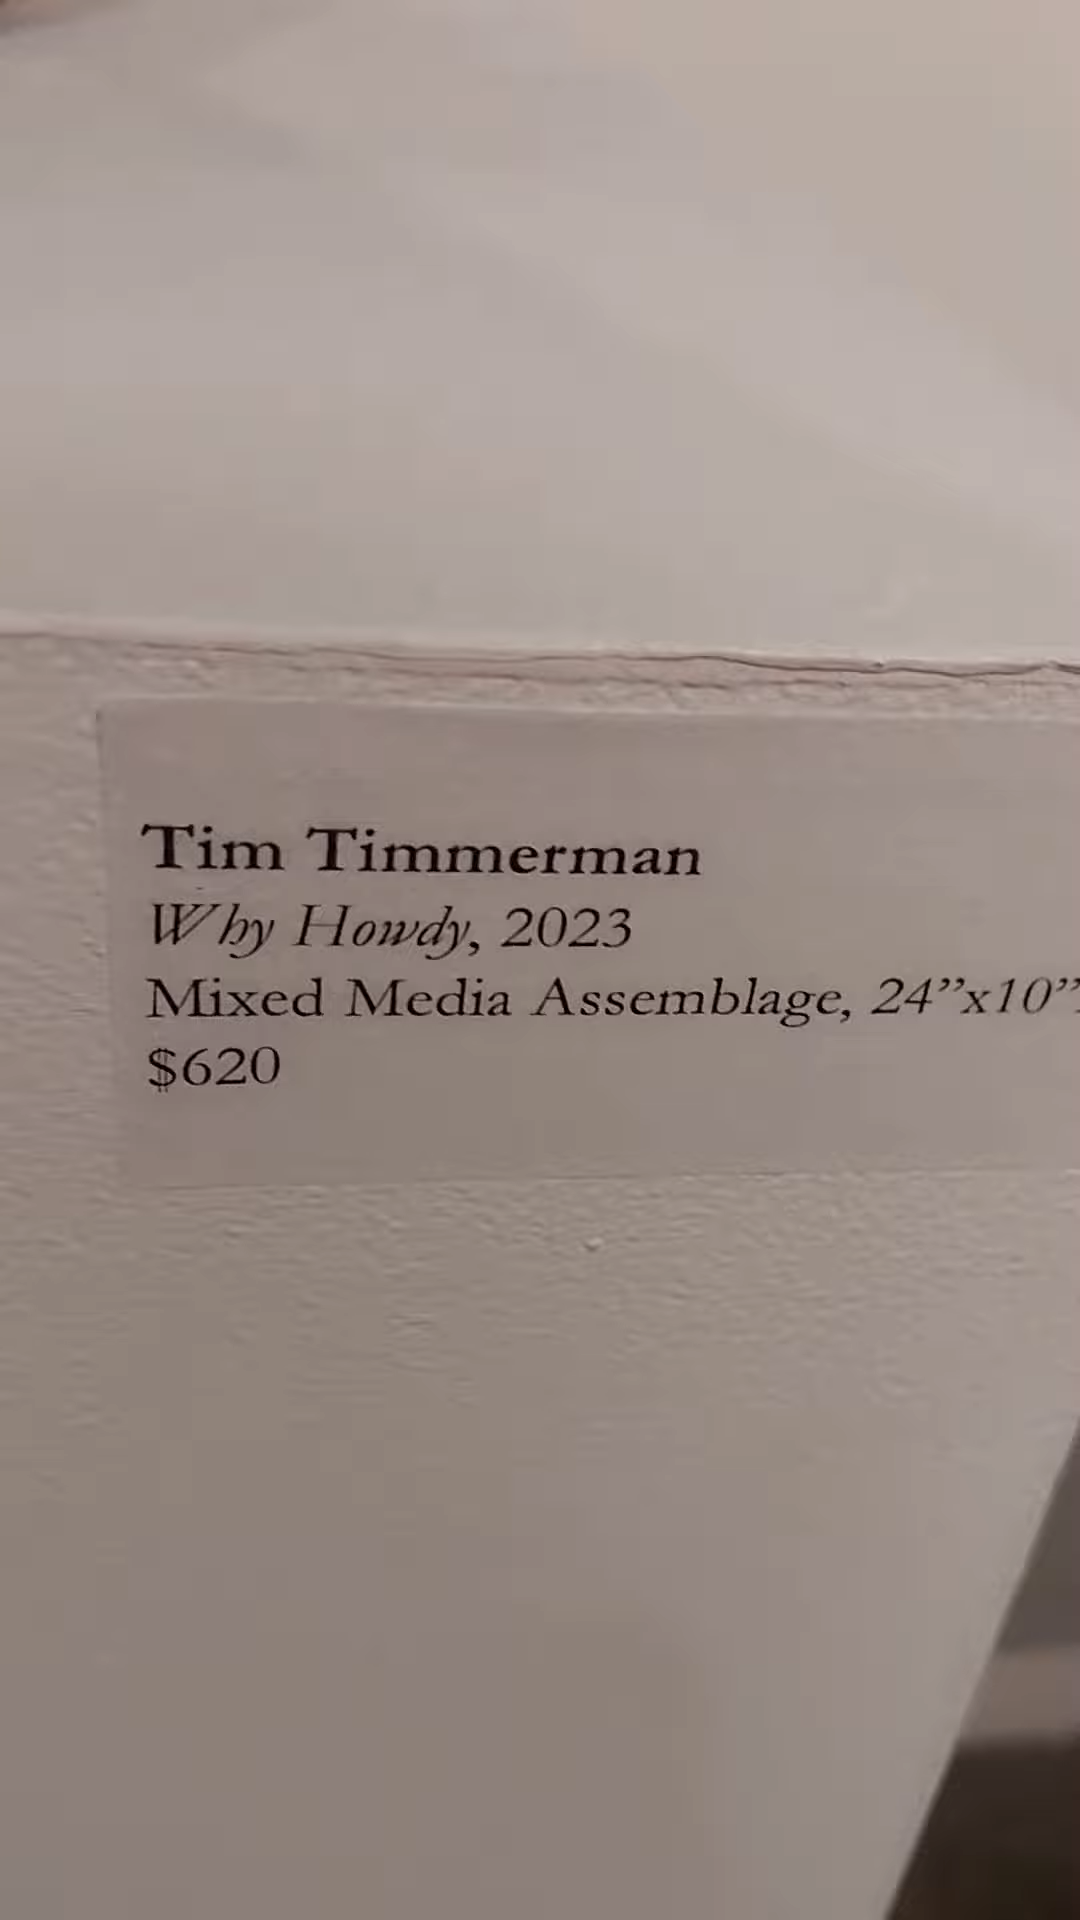 Tim Timmerman
Why Howdy, 2023
Mixed Media Assemblage, 24”x10”
$620